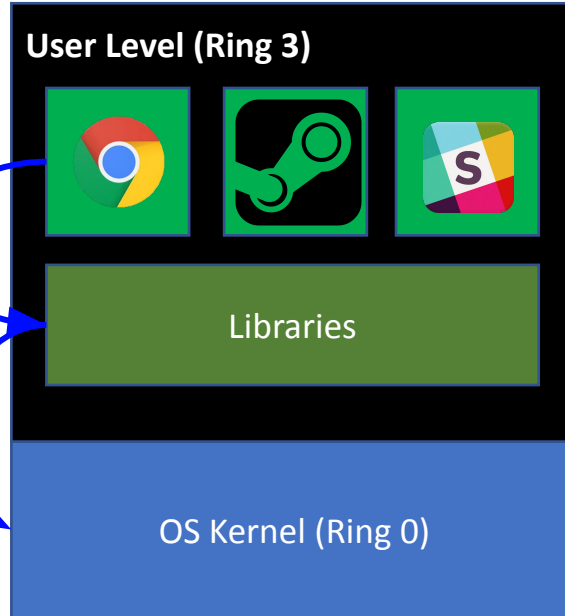 User Level (Ring 3)
S
Libraries
OS Kernel (Ring 0)